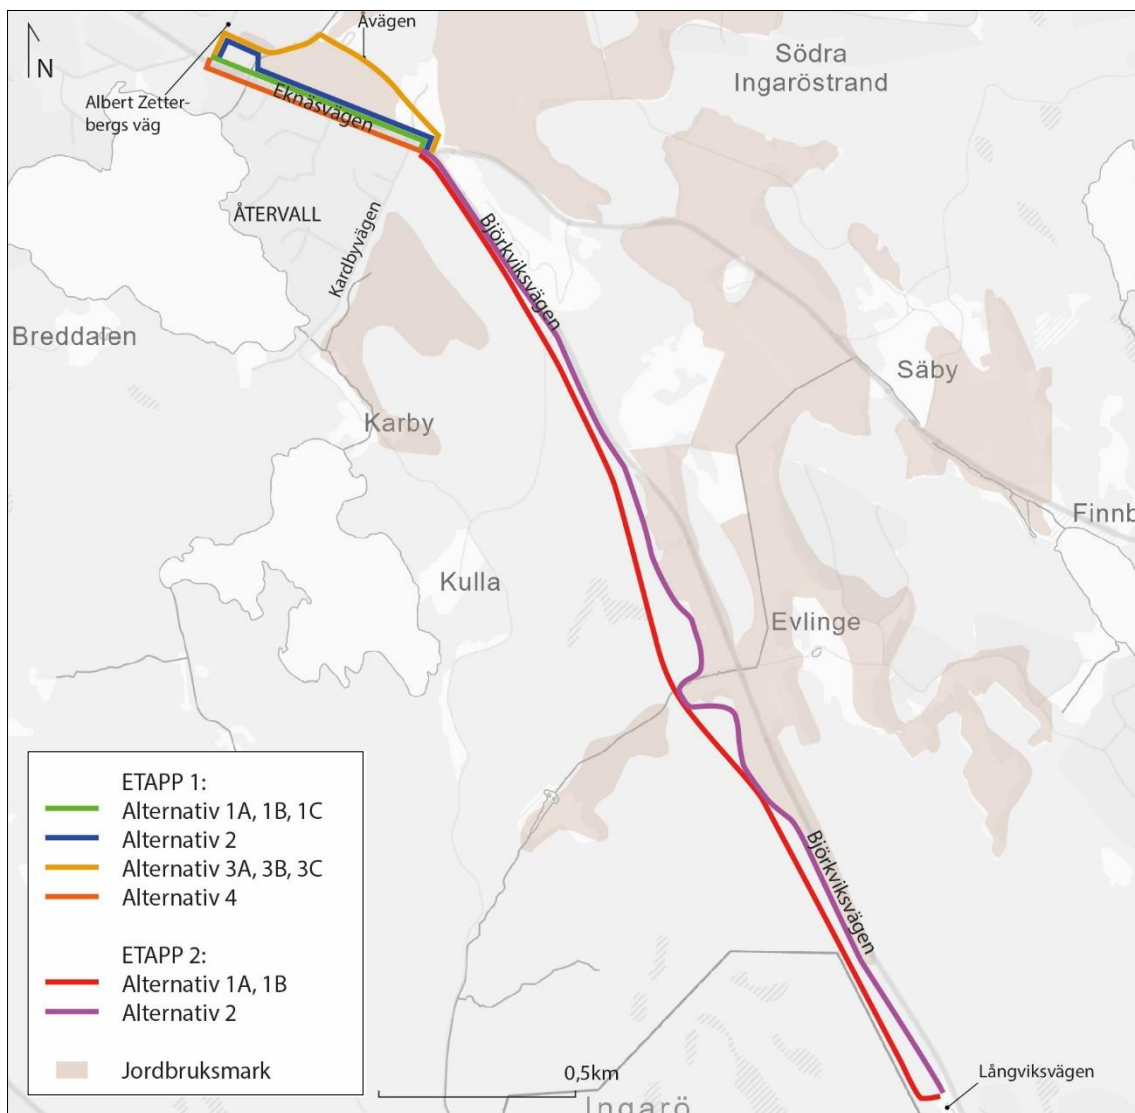 Åvägen
Södra
Ingaröstrand
N
Albert Zetter-
bergs väg
Eknäsvägen
ÅTERVALL
Kardbyvägen
Björkviksvägen
Breddalen
Säby
Karby
Finnb
Kulla
Evlinge
Björkviksvägen
ETAPP 1:
Alternativ 1A, 1B, 1C
Alternativ 2
Alternativ 3A, 3B, 3C
Alternativ 4
ETAPP 2:
Alternativ 1A, 1B
Alternativ 2
Jordbruksmark
0,5km
Långviksvägen
Ingarö